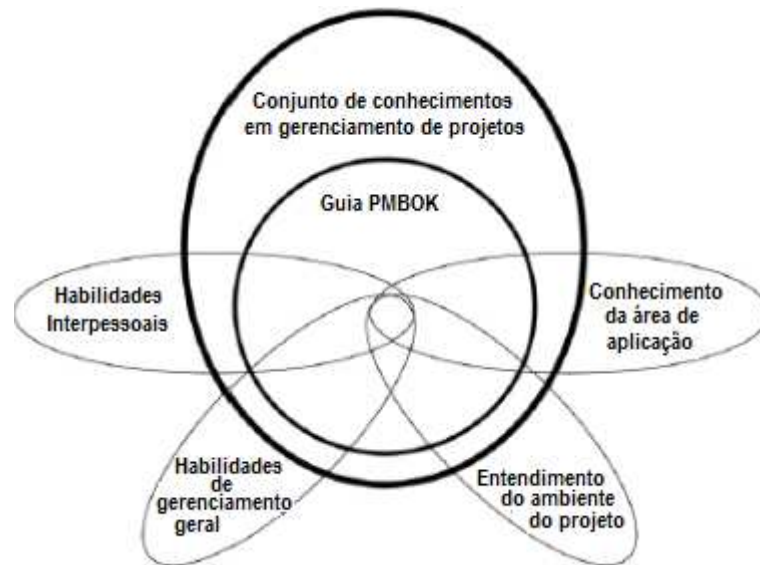 Conjunto de conhecimentos
em gerenciamento de projetos
Guia PMBOK
Habilidades
Interpessoais
Conhecimento
da área de
aplicação
Habilidades
de
gerenciamento
geral
Entendimento
do ambiente
do projeto